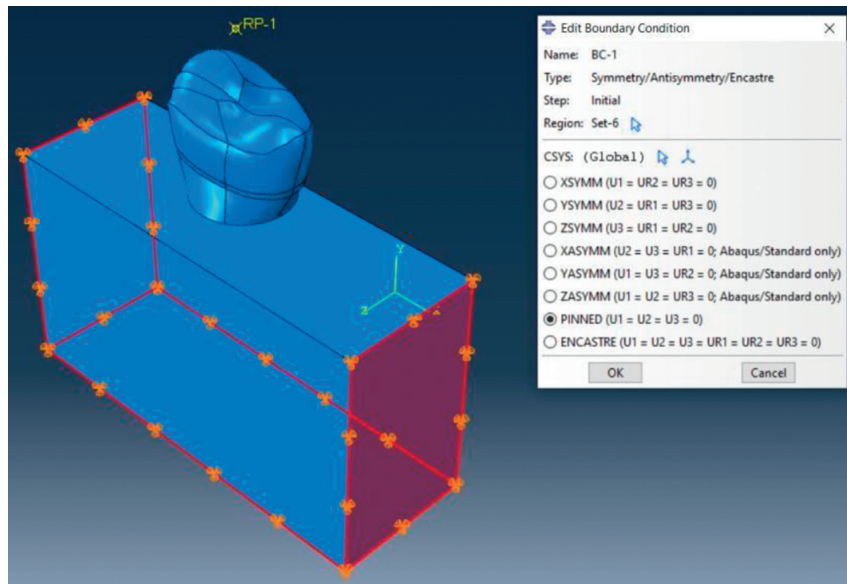 RP-1
Y
Z
Edit Boundary Condition
Name: BC-1
Type: Symmetry/Antisymmetry/Encastre
Step: Initial
Region: Set-6
CSYS: (Global)
XSYMM (U1 = UR2 = UR3 = 0)
YSYMM (U2 = UR1 = UR3 = 0)
ZSYMM (U3 = UR1 = UR2 = 0)
XASYMM (U2 = U3 = UR1 = 0; Abaqus/Standard only)
YASYMM (U1 = U3 = UR2 = 0; Abaqus/Standard only)
ZASYMM (U1 = U2 = UR3 = 0; Abaqus/Standard only)
PINNED (U1 = U2 = U3 = 0)
ENCASTRE (U1 = U2 = U3 = UR1 = UR2 = UR3 = 0)
OK Cancel